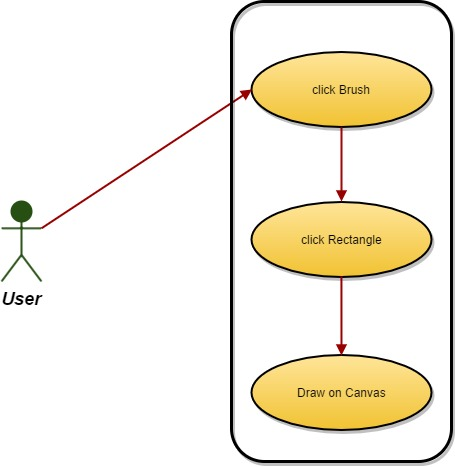 click Brush
click Rectangle
User
Draw on Canvas